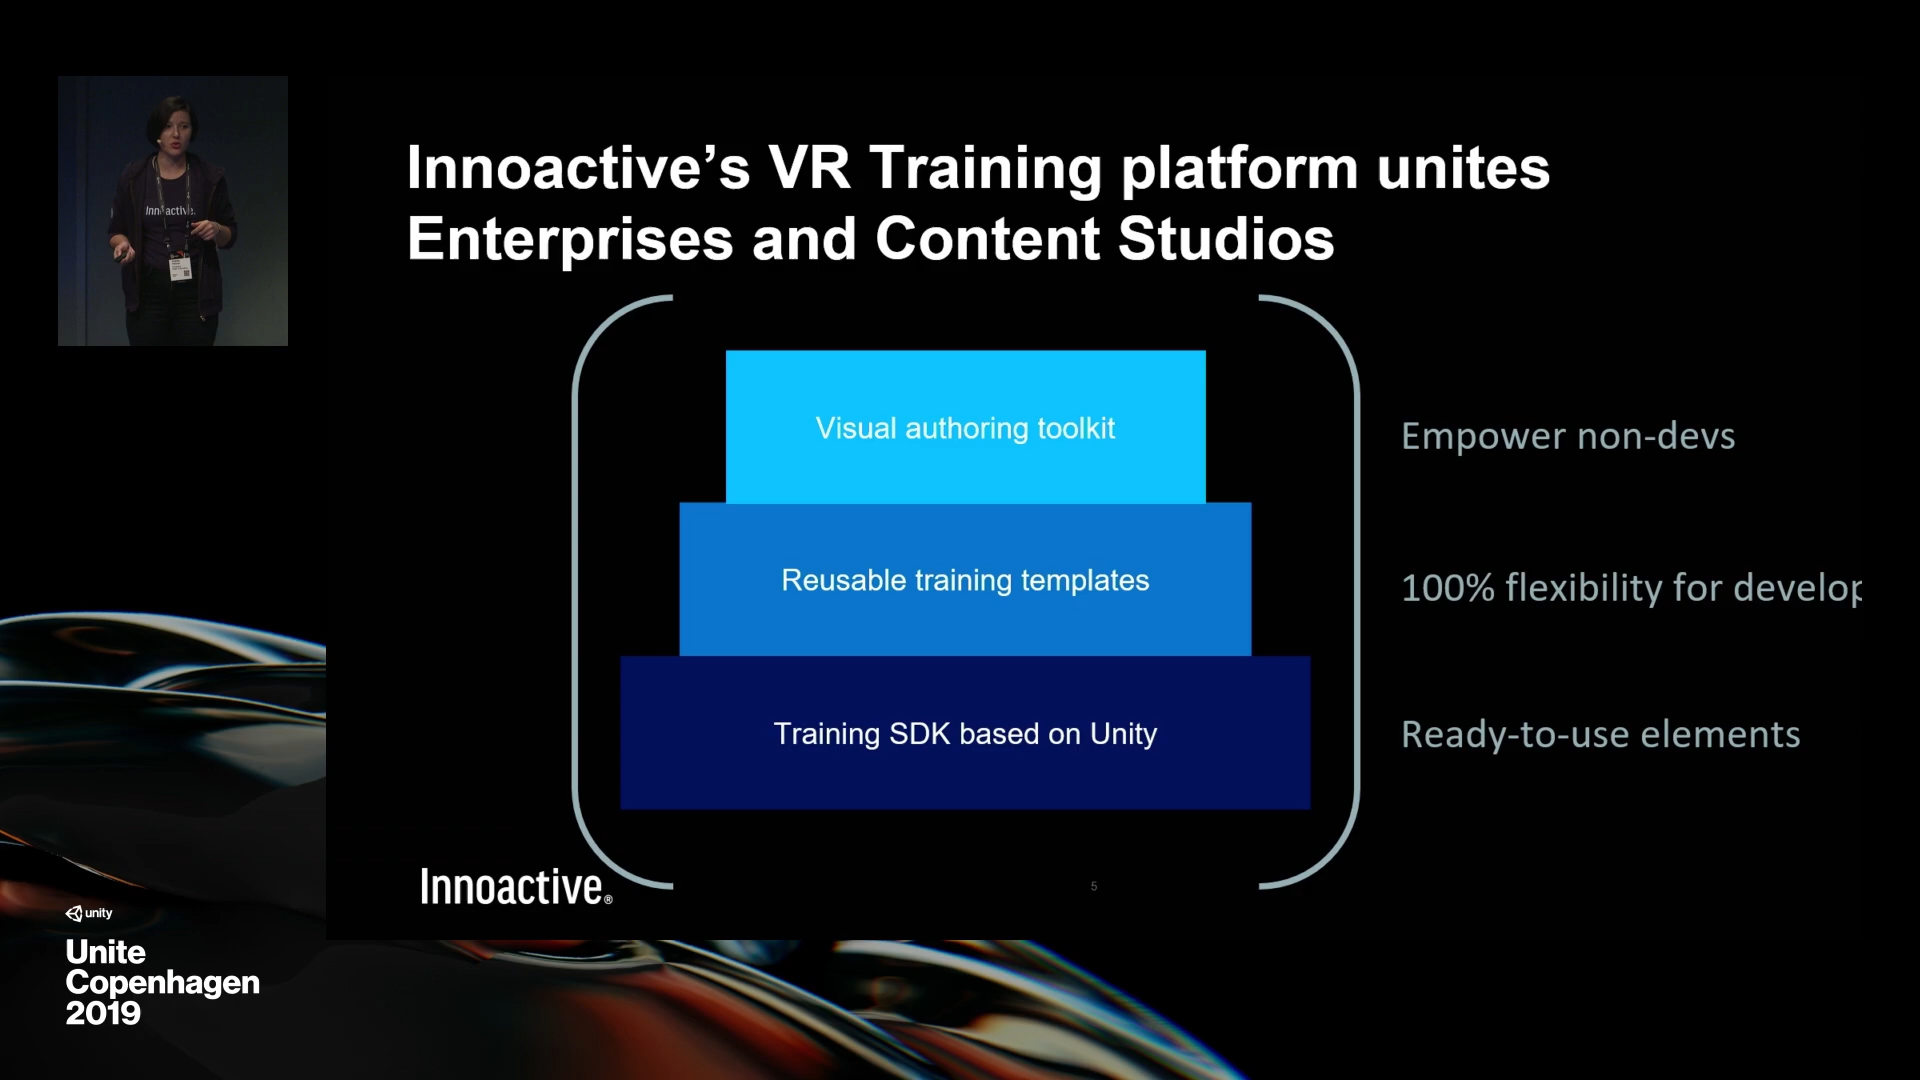 Innoactive's VR Training platform unites
Enterprises and Content Studios
Innoactive.
Visual authoring toolkit
Empower non-devs
Reusable training templates
100% flexibility for develop
Training SDK based on Unity
Ready-to-use elements
Innoactive®
5
unity
Unite
Copenhagen
2019